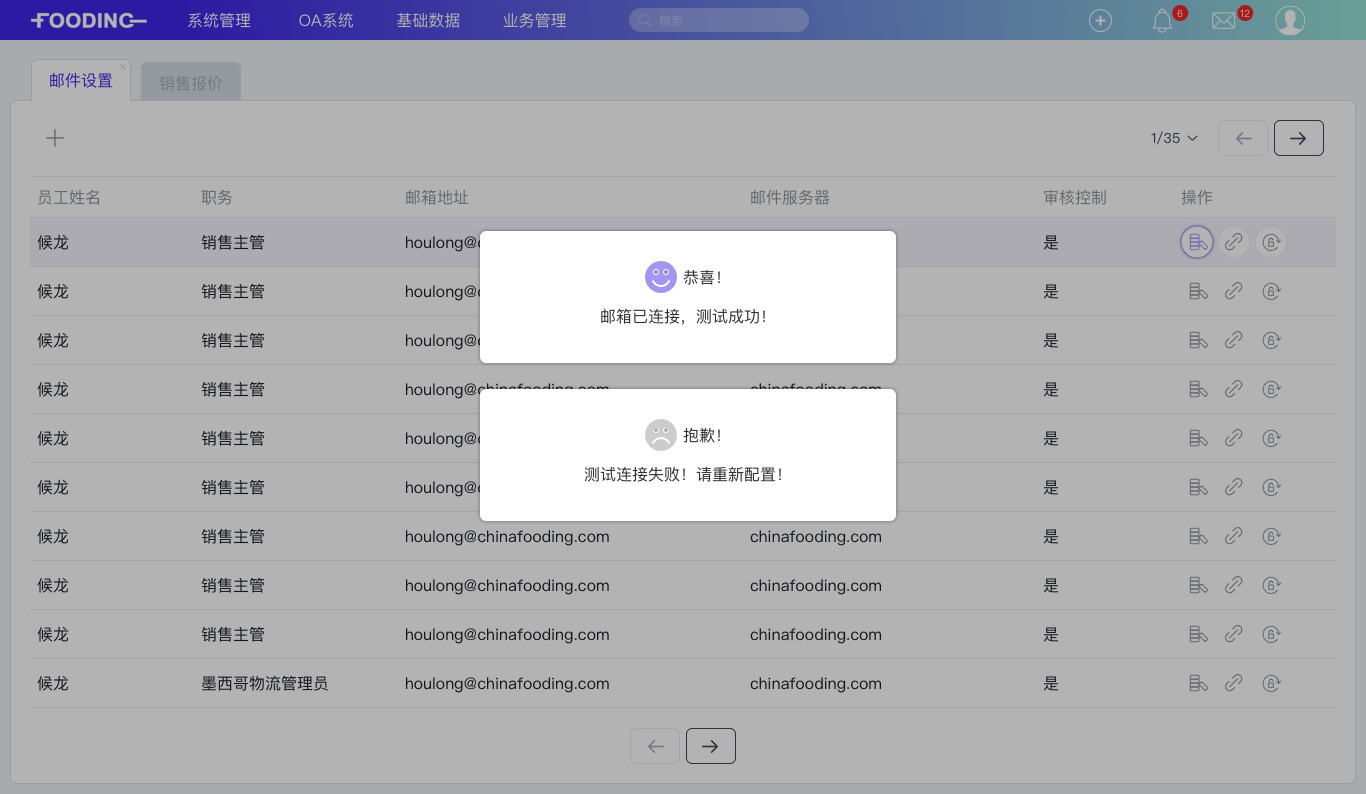 FOODING 系统管理 OA系统 基础数据 业务管理 搜索 6 12
邮件设置 销售报价
1/35
员工姓名 职务 邮箱地址 邮件服务器 审核控制 操作
候龙 销售主管 houlong@ 是
恭喜！
候龙 销售主管 houlong@ 是
邮箱已连接，测试成功！
候龙 销售主管 houlong@ 是
候龙 销售主管 houlong@chinafooding.com chinafooding.com 是
候龙 销售主管 houlong@ 是
抱歉！
测试连接失败！请重新配置！
候龙 销售主管 houlong@ 是
候龙 销售主管 houlong@chinafooding.com chinafooding.com 是
候龙 销售主管 houlong@chinafooding.com chinafooding.com 是
候龙 销售主管 houlong@chinafooding.com chinafooding.com 是
候龙 墨西哥物流管理员 houlong@chinafooding.com chinafooding.com 是